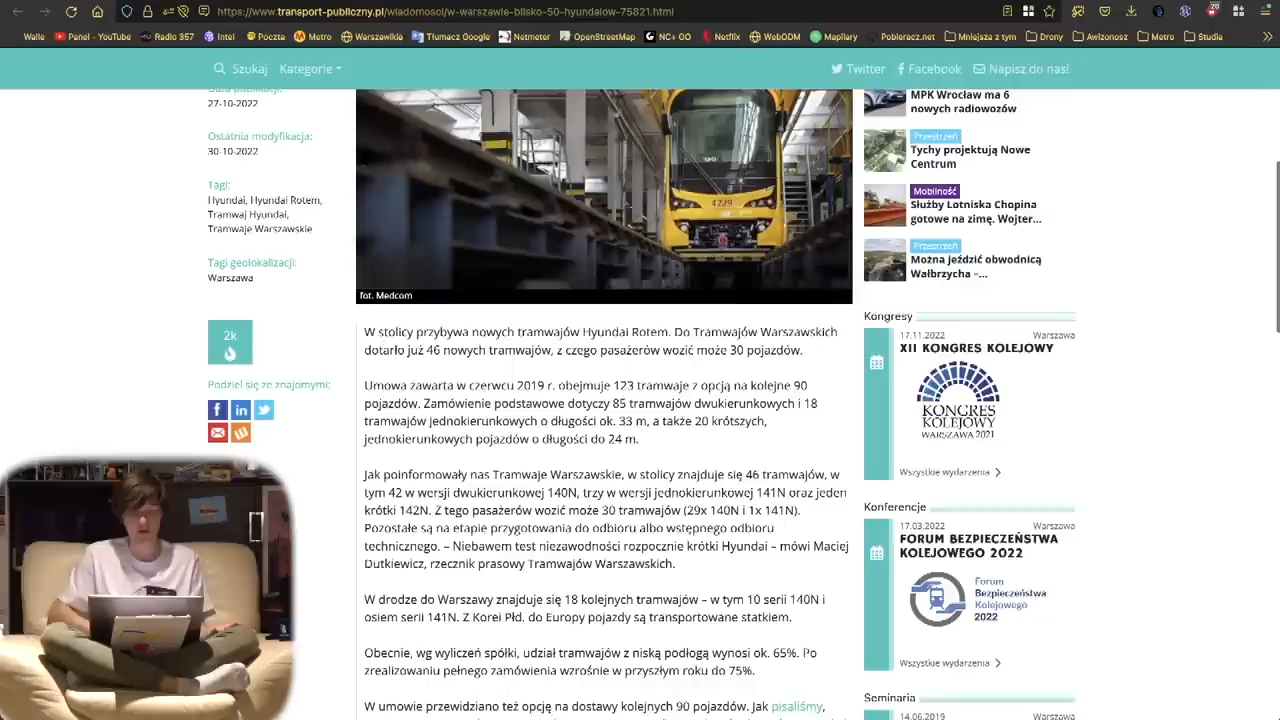 https://www.transport-publiczny.pl/wiadomosci/w-warszawie-blisko-50-hyundaiow-75821.html
20
Walle Panel - YouTube Radio 357 Intel Poczta Metro Warszawikia Tłumacz Google Netmeter OpenStreetMap NC+ GO Netflix WebODM Mapillary Pobieracz.net Mińsk Maz. Drony Awizonosz Metro Studia
Szukaj Kategorie
Twitter Facebook Napisz do nas!
Data publikacji:
27-10-2022
Ostatnia modyfikacja:
30-10-2022
Tagi:
Hyundai, Hyundai Rotem,
Tramwaj Hyundai,
Tramwaje Warszawskie
Tagi geolokalizacji:
Warszawa
2k
Podziel się ze znajomymi:
4229
fot. Medcom
W stolicy przybywa nowych tramwajów Hyundai Rotem. Do Tramwajów Warszawskich
dotarło już 46 nowych tramwajów, z czego pasażerów wozić może 30 pojazdów.
Umowa zawarta w czerwcu 2019 r. obejmuje 123 tramwaje z opcją na kolejne 90
pojazdów. Zamówienie podstawowe dotyczy 85 tramwajów dwukierunkowych i 18
tramwajów jednokierunkowych o długości ok. 33 m, a także 20 krótszych,
jednokierunkowych pojazdów o długości do 24 m.
Jak poinformowały nas Tramwaje Warszawskie, w stolicy znajduje się 46 tramwajów, w
tym 42 w wersji dwukierunkowej 140N, trzy w wersji jednokierunkowej 141N oraz jeden
krótki 142N. Z tego pasażerów wozić może 30 tramwajów (29x 140N i 1x 141N).
Pozostałe są na etapie przygotowania do odbioru albo wstępnego odbioru
technicznego. – Niebawem test niezawodności rozpocznie krótki Hyundai – mówi Maciej
Dutkiewicz, rzecznik prasowy Tramwajów Warszawskich.
W drodze do Warszawy znajduje się 18 kolejnych tramwajów – w tym 10 serii 140N i
osiem serii 141N. Z Korei Płd. do Europy pojazdy są transportowane statkiem.
Obecnie, wg wyliczeń spółki, udział tramwajów z niską podłogą wynosi ok. 65%. Po
zrealizowaniu pełnego zamówienia wzrośnie w przyszłym roku do 75%.
W umowie przewidziano też opcję na dostawy kolejnych 90 pojazdów. Jak pisaliśmy,
MPK Wrocław ma 6
nowych radiowozów
Przestrzeń
Tychy projektują Nowe
Centrum
Mobilność
Służby Lotniska Chopina
gotowe na zimę. Wojter...
Przestrzeń
Można jeździć obwodnicą
Wałbrzycha –...
Kongresy
17.11.2022 Warszawa
XII KONGRES KOLEJOWY
KONGRES
KOLEJOWY
WARSZAWA 2021
Wszystkie wydarzenia
Konferencje
17.03.2022 Warszawa
FORUM BEZPIECZEŃSTWA
KOLEJOWEGO 2022
Forum
Bezpieczeństwa
Kolejowego
2022
Wszystkie wydarzenia
Seminaria
14.06.2019 Warszawa